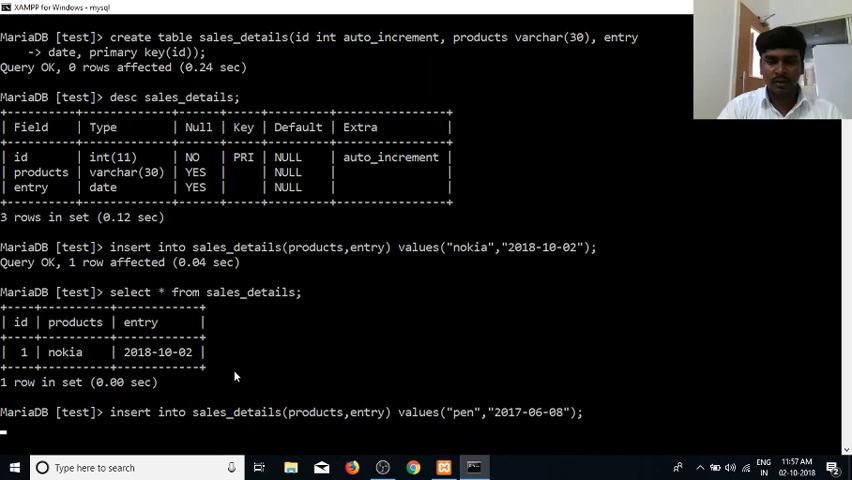 XAMPP for Windows - mysql
MariaDB [test]> create table sales_details(id int auto_increment, products varchar(30), entry
    -> date, primary key(id));
Query OK, 0 rows affected (0.24 sec)
MariaDB [test]> desc sales_details;
+----------+-------------+------+-----+---------+----------------+
| Field    | Type        | Null | Key | Default | Extra          |
+----------+-------------+------+-----+---------+----------------+
| id       | int(11)     | NO   | PRI | NULL    | auto_increment |
| products | varchar(30) | YES  |     | NULL    |                |
| entry    | date        | YES  |     | NULL    |                |
+----------+-------------+------+-----+---------+----------------+
3 rows in set (0.12 sec)
MariaDB [test]> insert into sales_details(products,entry) values("nokia","2018-10-02");
Query OK, 1 row affected (0.04 sec)
MariaDB [test]> select * from sales_details;
+----+----------+------------+
| id | products | entry      |
+----+----------+------------+
|  1 | nokia    | 2018-10-02 |
+----+----------+------------+
1 row in set (0.00 sec)
MariaDB [test]> insert into sales_details(products,entry) values("pen","2017-06-08");
Type here to search
ENG
IN
11:57 AM
02-10-2018
2